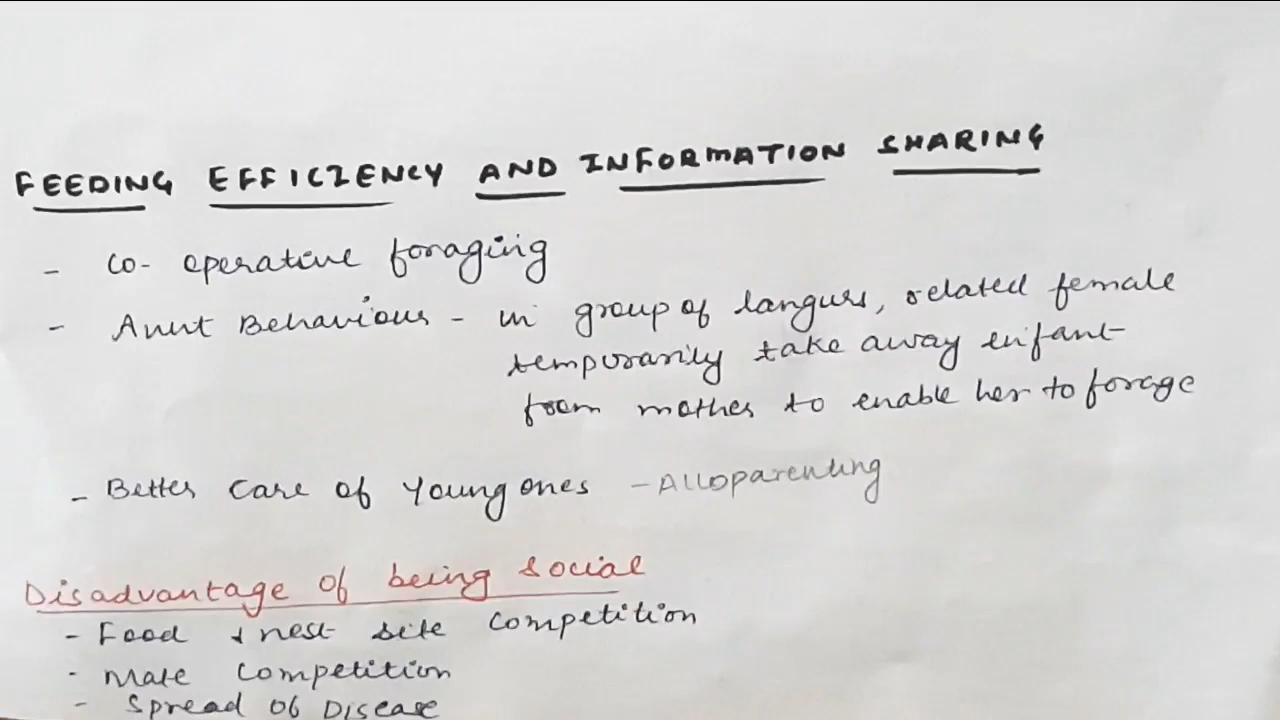 FEEDING EFFICIENCY AND INFORMATION SHARING
- Co-operative foraging
- Aunt Behaviour - in group of langurs, related female
temporarily take away enfant
from mother to enable her to forage
- Better care of Young ones - Alloparenting
Disadvantage of being social
- Food & nest site competition
- Mate competition
- Spread of Disease